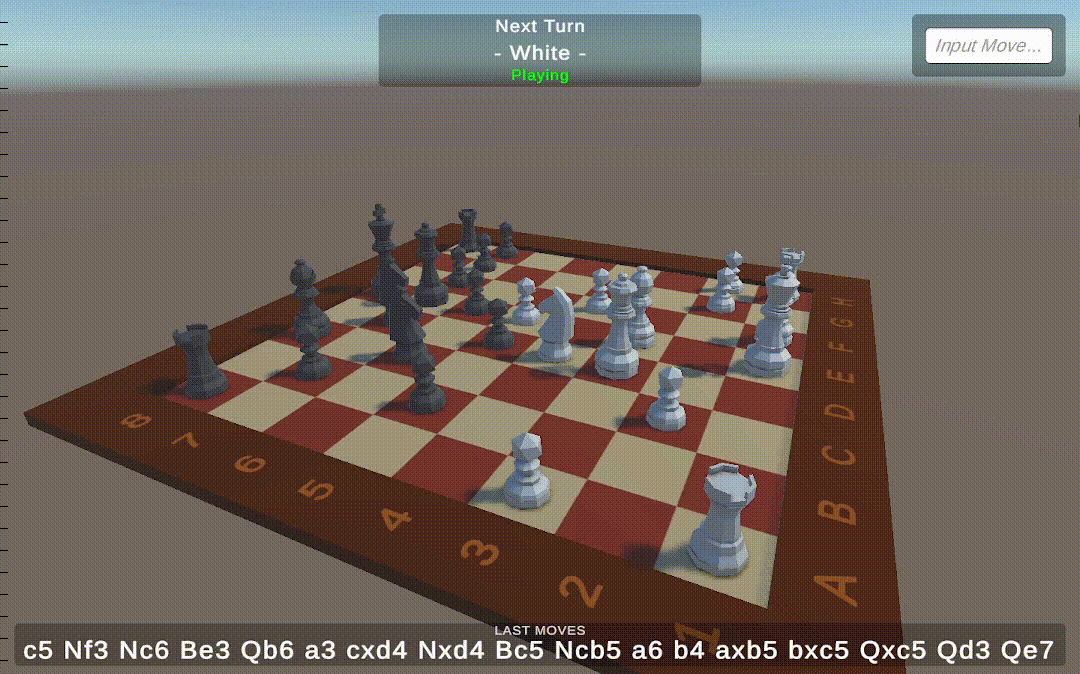 Next Turn
- White -
Playing
Input Move...
8
7
6
5
4
3
2
1
H
G
F
E
D
C
B
A
LAST MOVES
c5 Nf3 Nc6 Be3 Qb6 a3 cxd4 Nxd4 Bc5 Ncb5 a6 b4 axb5 bxc5 Qxc5 Qd3 Qe7